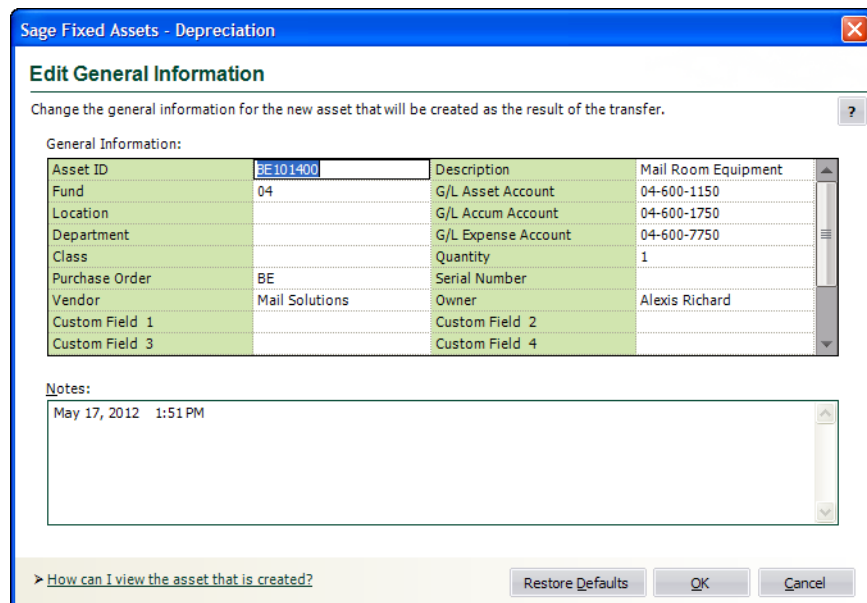 Sage Fixed Assets - Depreciation
Edit General Information
Change the general information for the new asset that will be created as the result of the transfer.
?
General Information:
Asset ID BE101400 Description Mail Room Equipment
Fund 04 G/L Asset Account 04-600-1150
Location G/L Accum Account 04-600-1750
Department G/L Expense Account 04-600-7750
Class Quantity 1
Purchase Order BE Serial Number
Vendor Mail Solutions Owner Alexis Richard
Custom Field 1 Custom Field 2
Custom Field 3 Custom Field 4
Notes:
May 17, 2012 1:51 PM
How can I view the asset that is created?
Restore Defaults OK Cancel